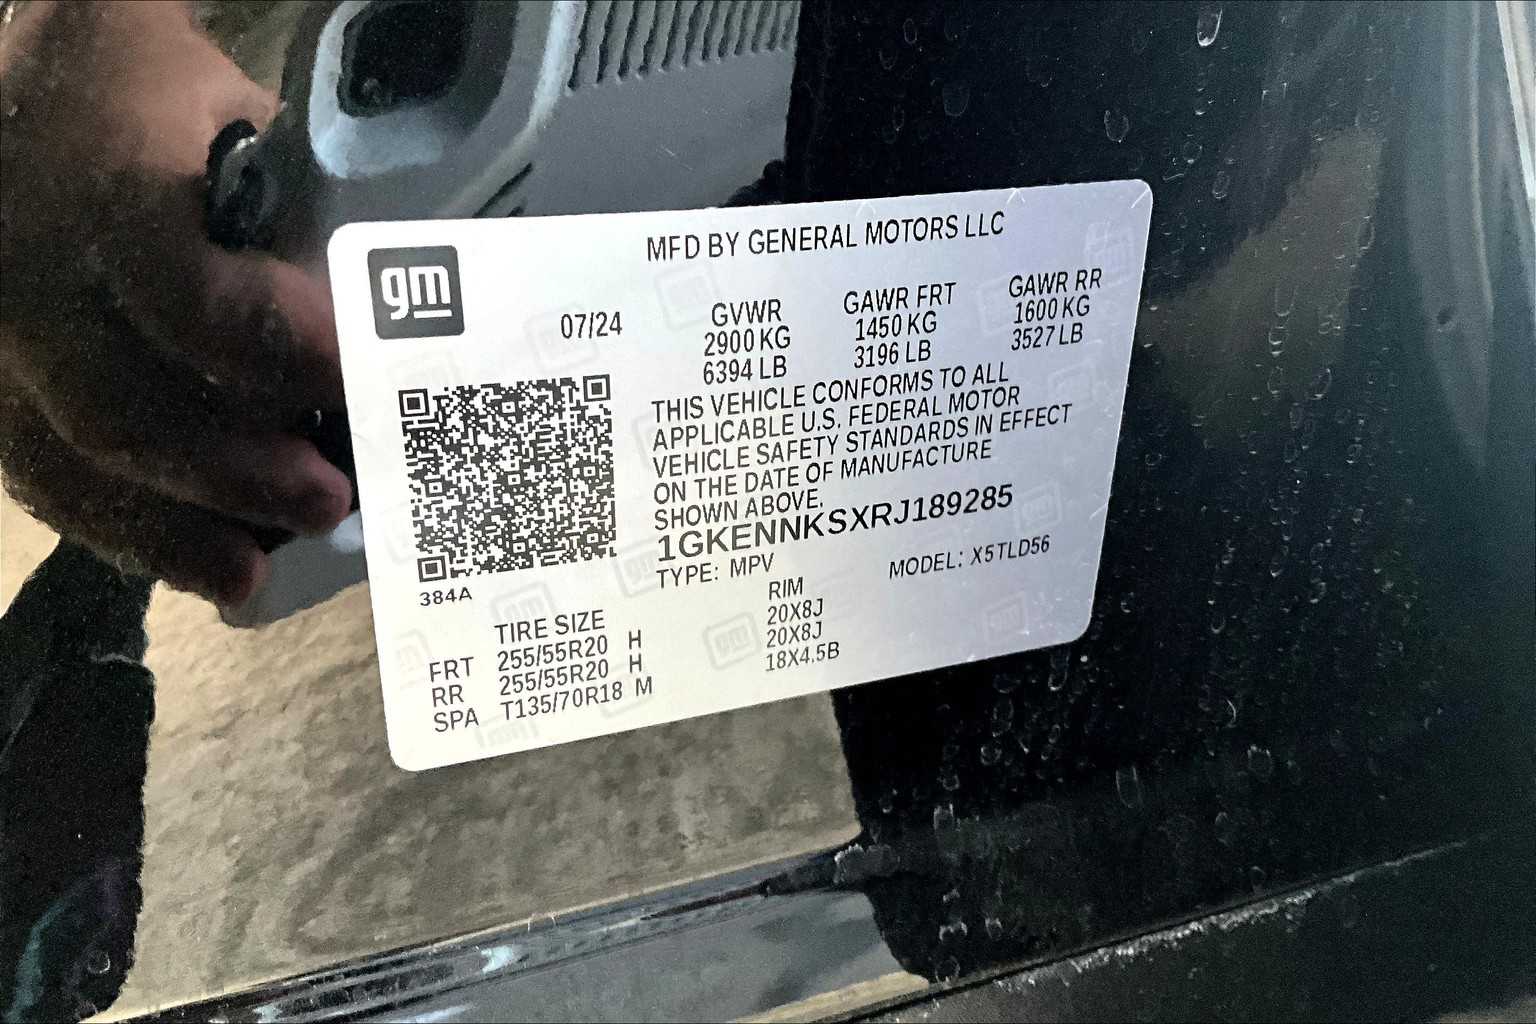 gm
MFD BY GENERAL MOTORS LLC
07/24
GVWR
2900 KG
6394 LB
GAWR FRT
1450 KG
3196 LB
GAWR RR
1600 KG
3527 LB
THIS VEHICLE CONFORMS TO ALL
APPLICABLE U.S. FEDERAL MOTOR
VEHICLE SAFETY STANDARDS IN EFFECT
ON THE DATE OF MANUFACTURE
SHOWN ABOVE.
1GKENNKSXRJ189285
TYPE: MPV
MODEL: X5TLD56
384A
TIRE SIZE
RIM
FRT 255/55R20 H 20X8J
RR 255/55R20 H 20X8J
SPA T135/70R18 M 18X4.5B